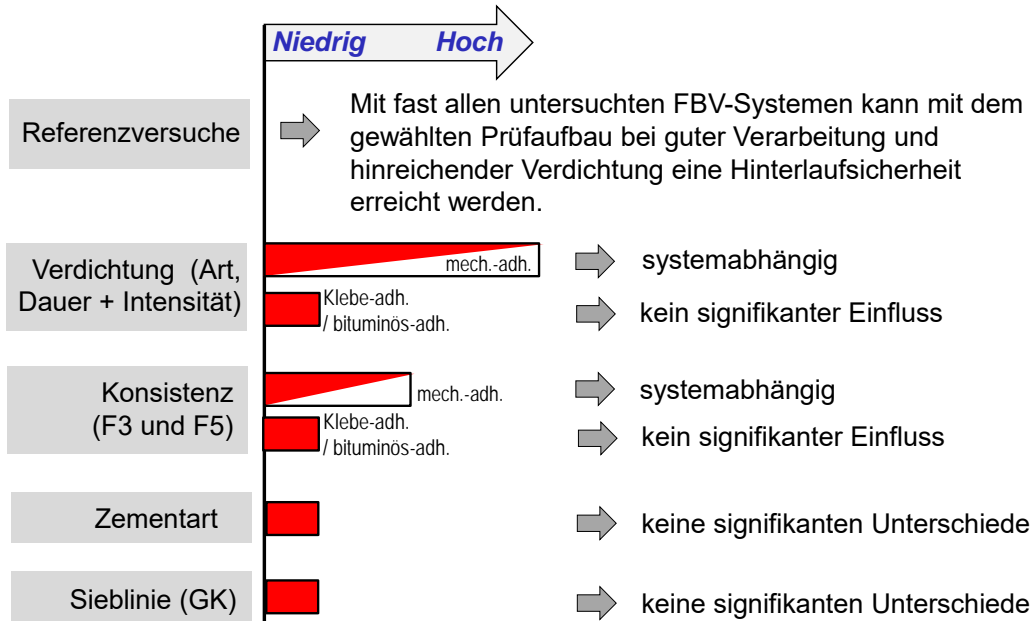 Niedrig Hoch
Referenzversuche
Mit fast allen untersuchten FBV-Systemen kann mit dem
gewählten Prüfaufbau bei guter Verarbeitung und
hinreichender Verdichtung eine Hinterlaufsicherheit
erreicht werden.
Verdichtung (Art,
Dauer + Intensität)
mech.-adh.
systemabhängig
Klebe-adh.
/ bituminös-adh.
kein signifikanter Einfluss
Konsistenz
(F3 und F5)
mech.-adh.
systemabhängig
Klebe-adh.
/ bituminös-adh.
kein signifikanter Einfluss
Zementart
keine signifikanten Unterschiede
Sieblinie (GK)
keine signifikanten Unterschiede